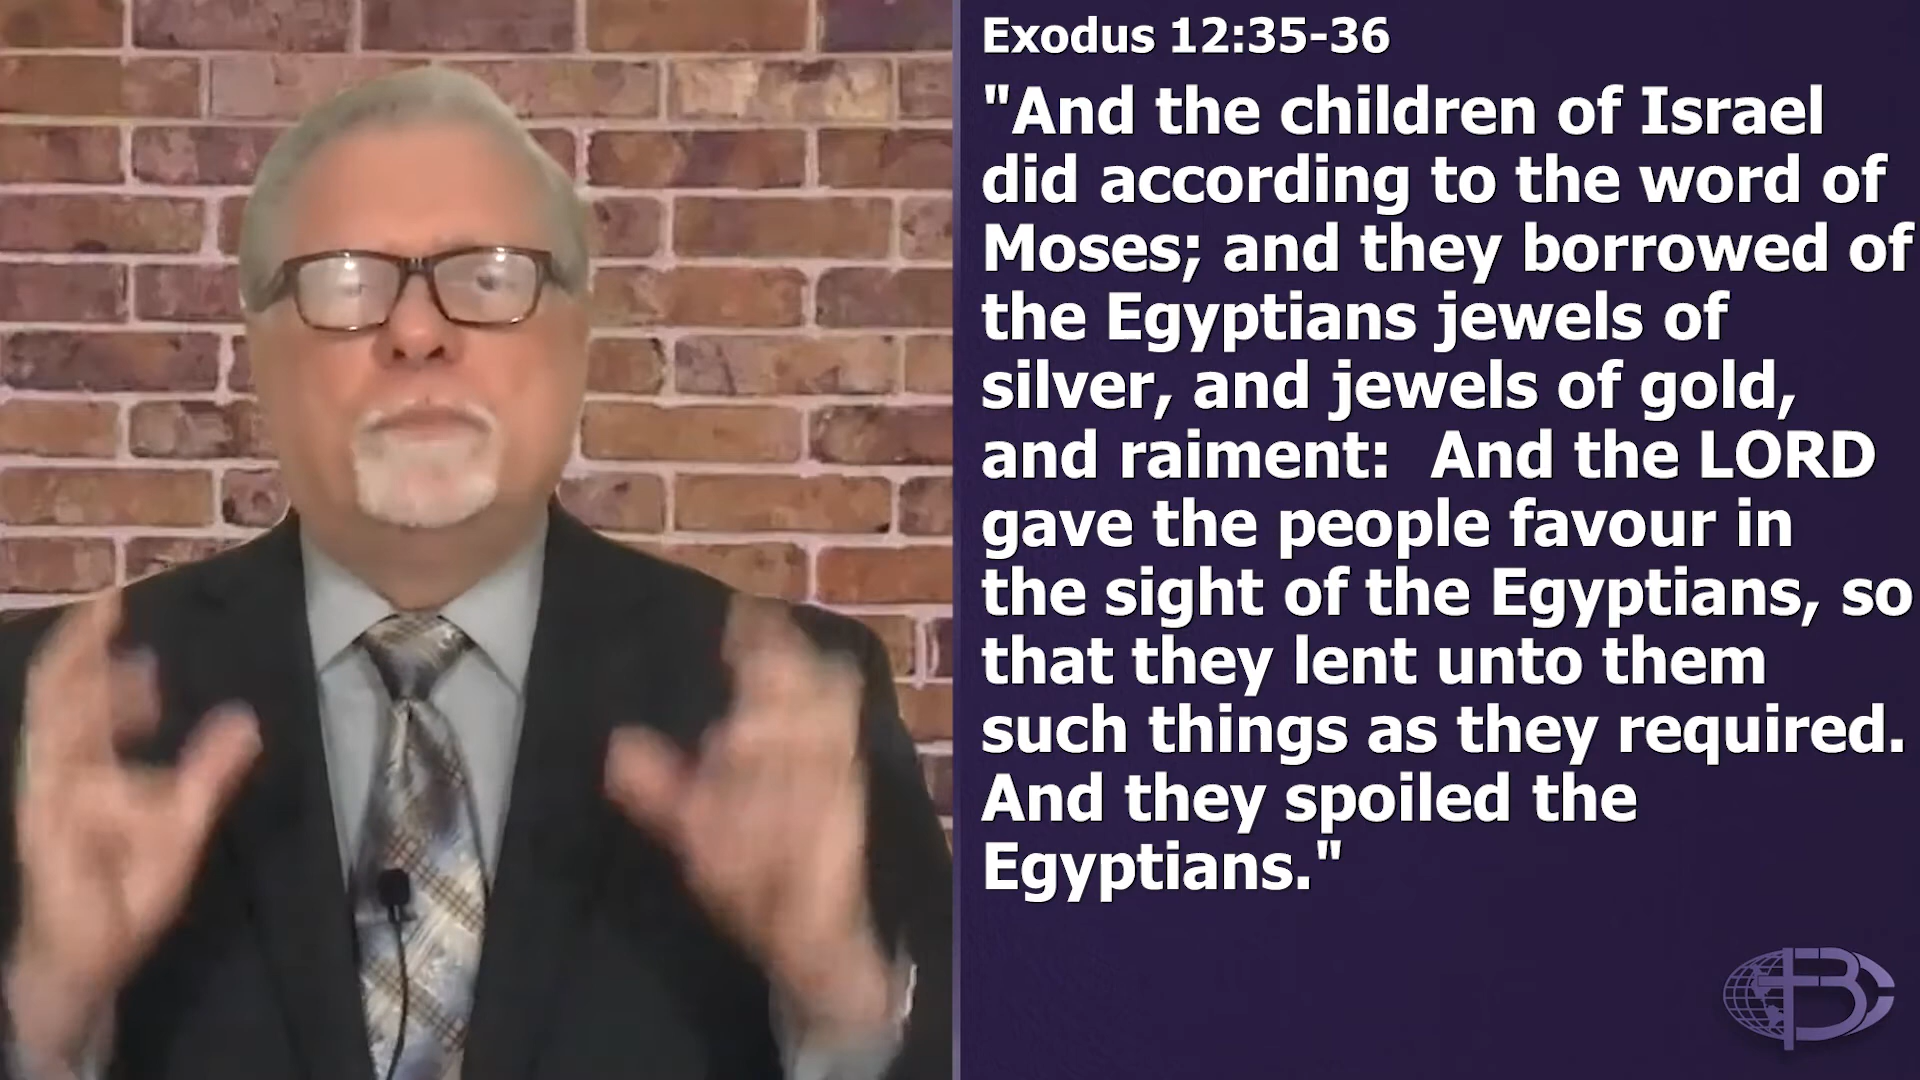 Exodus 12:35-36
"And the children of Israel
did according to the word of
Moses; and they borrowed of
the Egyptians jewels of
silver, and jewels of gold,
and raiment:  And the LORD
gave the people favour in
the sight of the Egyptians, so
that they lent unto them
such things as they required.
And they spoiled the
Egyptians."